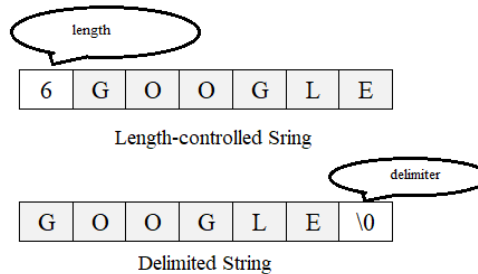 length
6 G O O G L E
Length-controlled Sring
delimiter
G O O G L E \0
Delimited String